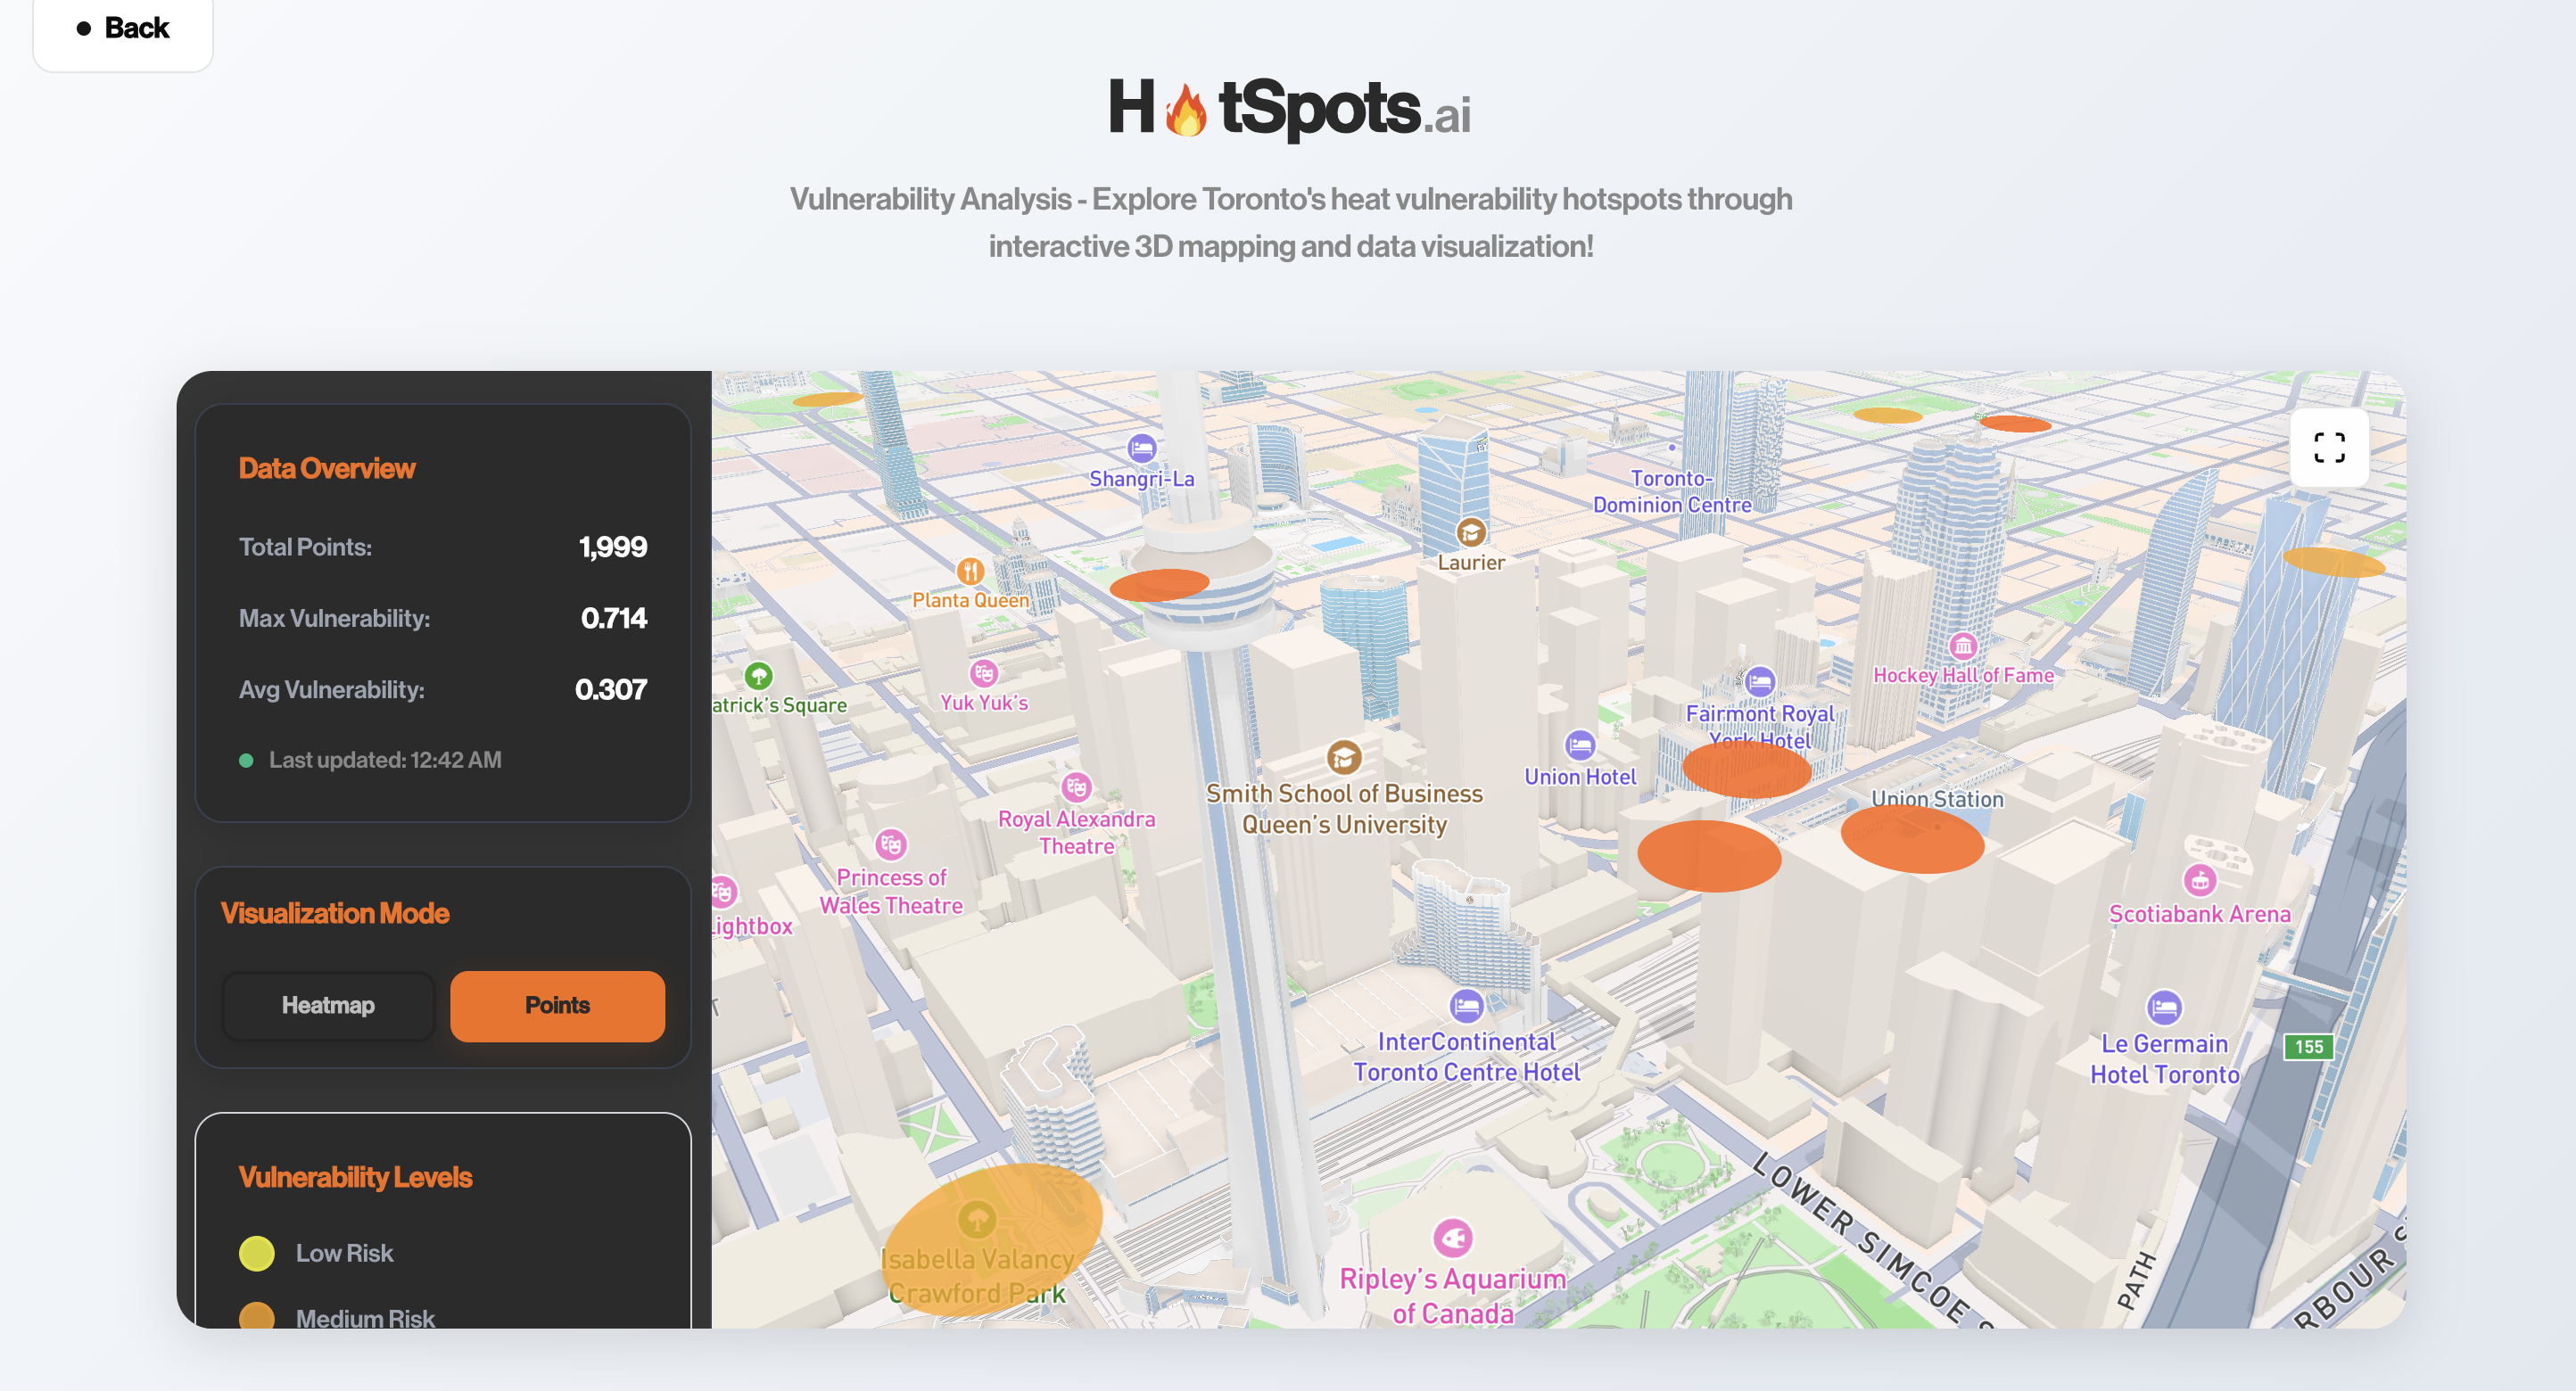 Back
H🔥tSpots.ai
Vulnerability Analysis - Explore Toronto's heat vulnerability hotspots through
interactive 3D mapping and data visualization!
Data Overview
Total Points: 1,999
Max Vulnerability: 0.714
Avg Vulnerability: 0.307
Last updated: 12:42 AM
Visualization Mode
Heatmap
Points
Vulnerability Levels
Low Risk
Medium Risk
Shangri-La
Toronto-
Dominion Centre
Laurier
Planta Queen
Hockey Hall of Fame
atrick's Square
Yuk Yuk's
Fairmont Royal
York Hotel
Union Hotel
Smith School of Business
Queen's University
Union Station
Royal Alexandra
Theatre
Princess of
Wales Theatre
Lightbox
Scotiabank Arena
InterContinental
Toronto Centre Hotel
Le Germain
Hotel Toronto
155
Isabella Valancy
Crawford Park
Ripley's Aquarium
of Canada
LOWER SIMCOE S
PATH
RBOUR S